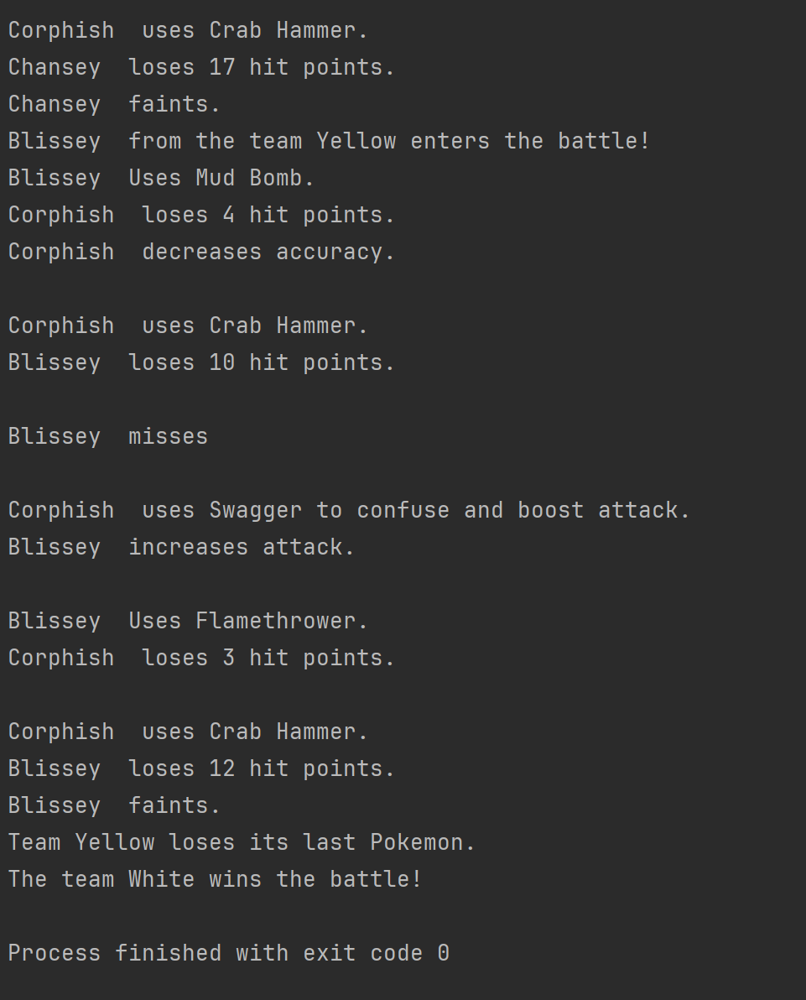 Corphish  uses Crab Hammer.
Chansey  loses 17 hit points.
Chansey  faints.
Blissey  from the team Yellow enters the battle!
Blissey  Uses Mud Bomb.
Corphish  loses 4 hit points.
Corphish  decreases accuracy.
Corphish  uses Crab Hammer.
Blissey  loses 10 hit points.
Blissey  misses
Corphish  uses Swagger to confuse and boost attack.
Blissey  increases attack.
Blissey  Uses Flamethrower.
Corphish  loses 3 hit points.
Corphish  uses Crab Hammer.
Blissey  loses 12 hit points.
Blissey  faints.
Team Yellow loses its last Pokemon.
The team White wins the battle!
Process finished with exit code 0